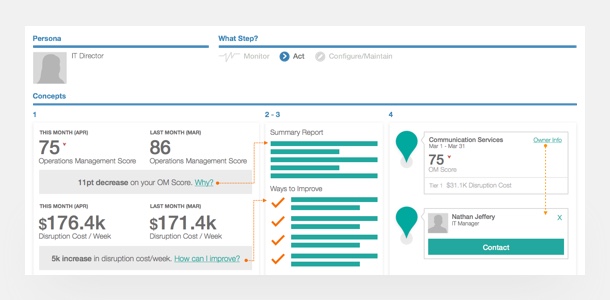 Persona
What Step?
IT Director
Monitor
Act
Configure/Maintain
Concepts
1
2 - 3
4
THIS MONTH (APR)
LAST MONTH (MAR)
75
86
Operations Management Score
Operations Management Score
11pt decrease on your OM Score. Why?
THIS MONTH (APR)
LAST MONTH (MAR)
$176.4k
$171.4k
Disruption Cost / Week
Disruption Cost / Week
5k increase in disruption cost/week. How can I improve?
Summary Report
Ways to Improve
Communication Services
Owner Info
Mar 1 - Mar 31
75
OM Score
Tier 1
$31.1K Disruption Cost
Nathan Jeffery
X
IT Manager
Contact